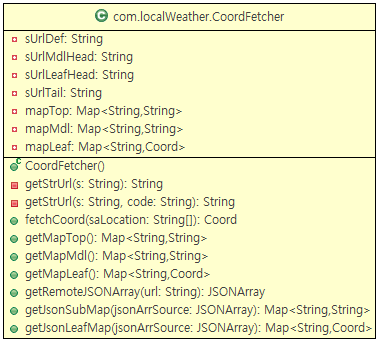 C com.localWeather.CoordFetcher
sUrlDef: String
sUrlMdlHead: String
sUrlLeafHead: String
sUrlTail: String
mapTop: Map<String,String>
mapMdl: Map<String,String>
mapLeaf: Map<String,Coord>
C CoordFetcher()
getStrUrl(s: String): String
getStrUrl(s: String, code: String): String
fetchCoord(saLocation: String[]): Coord
getMapTop(): Map<String,String>
getMapMdl(): Map<String,String>
getMapLeaf(): Map<String,Coord>
getRemoteJSONArray(url: String): JSONArray
getJsonSubMap(jsonArrSource: JSONArray): Map<String,String>
getJsonLeafMap(jsonArrSource: JSONArray): Map<String,Coord>